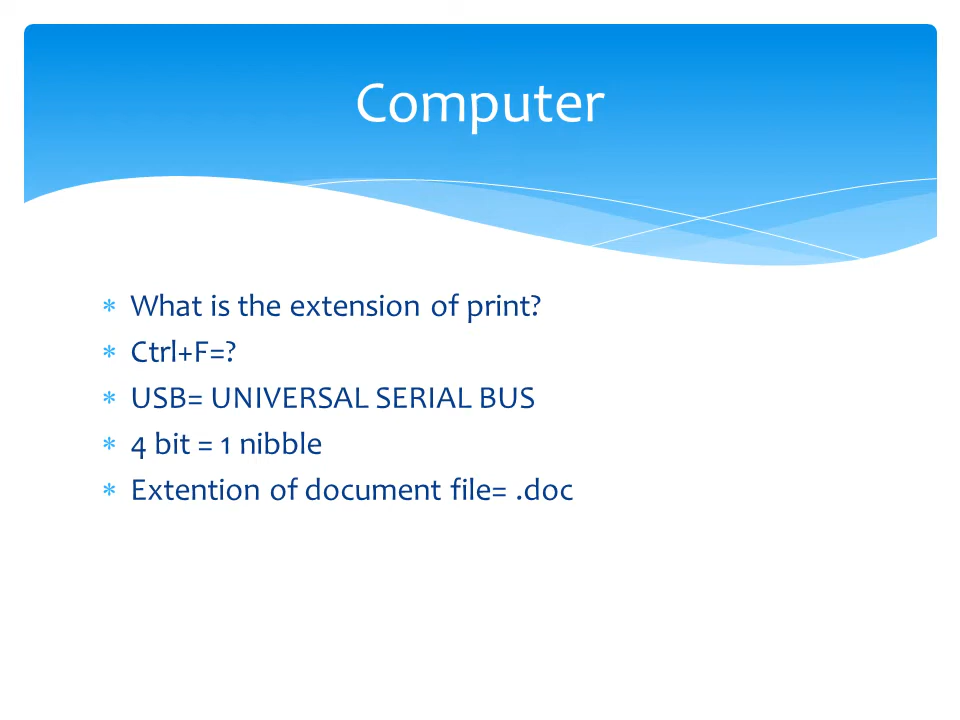 Computer
* What is the extension of print?
* Ctrl+F=?
* USB= UNIVERSAL SERIAL BUS
* 4 bit = 1 nibble
* Extention of document file= .doc